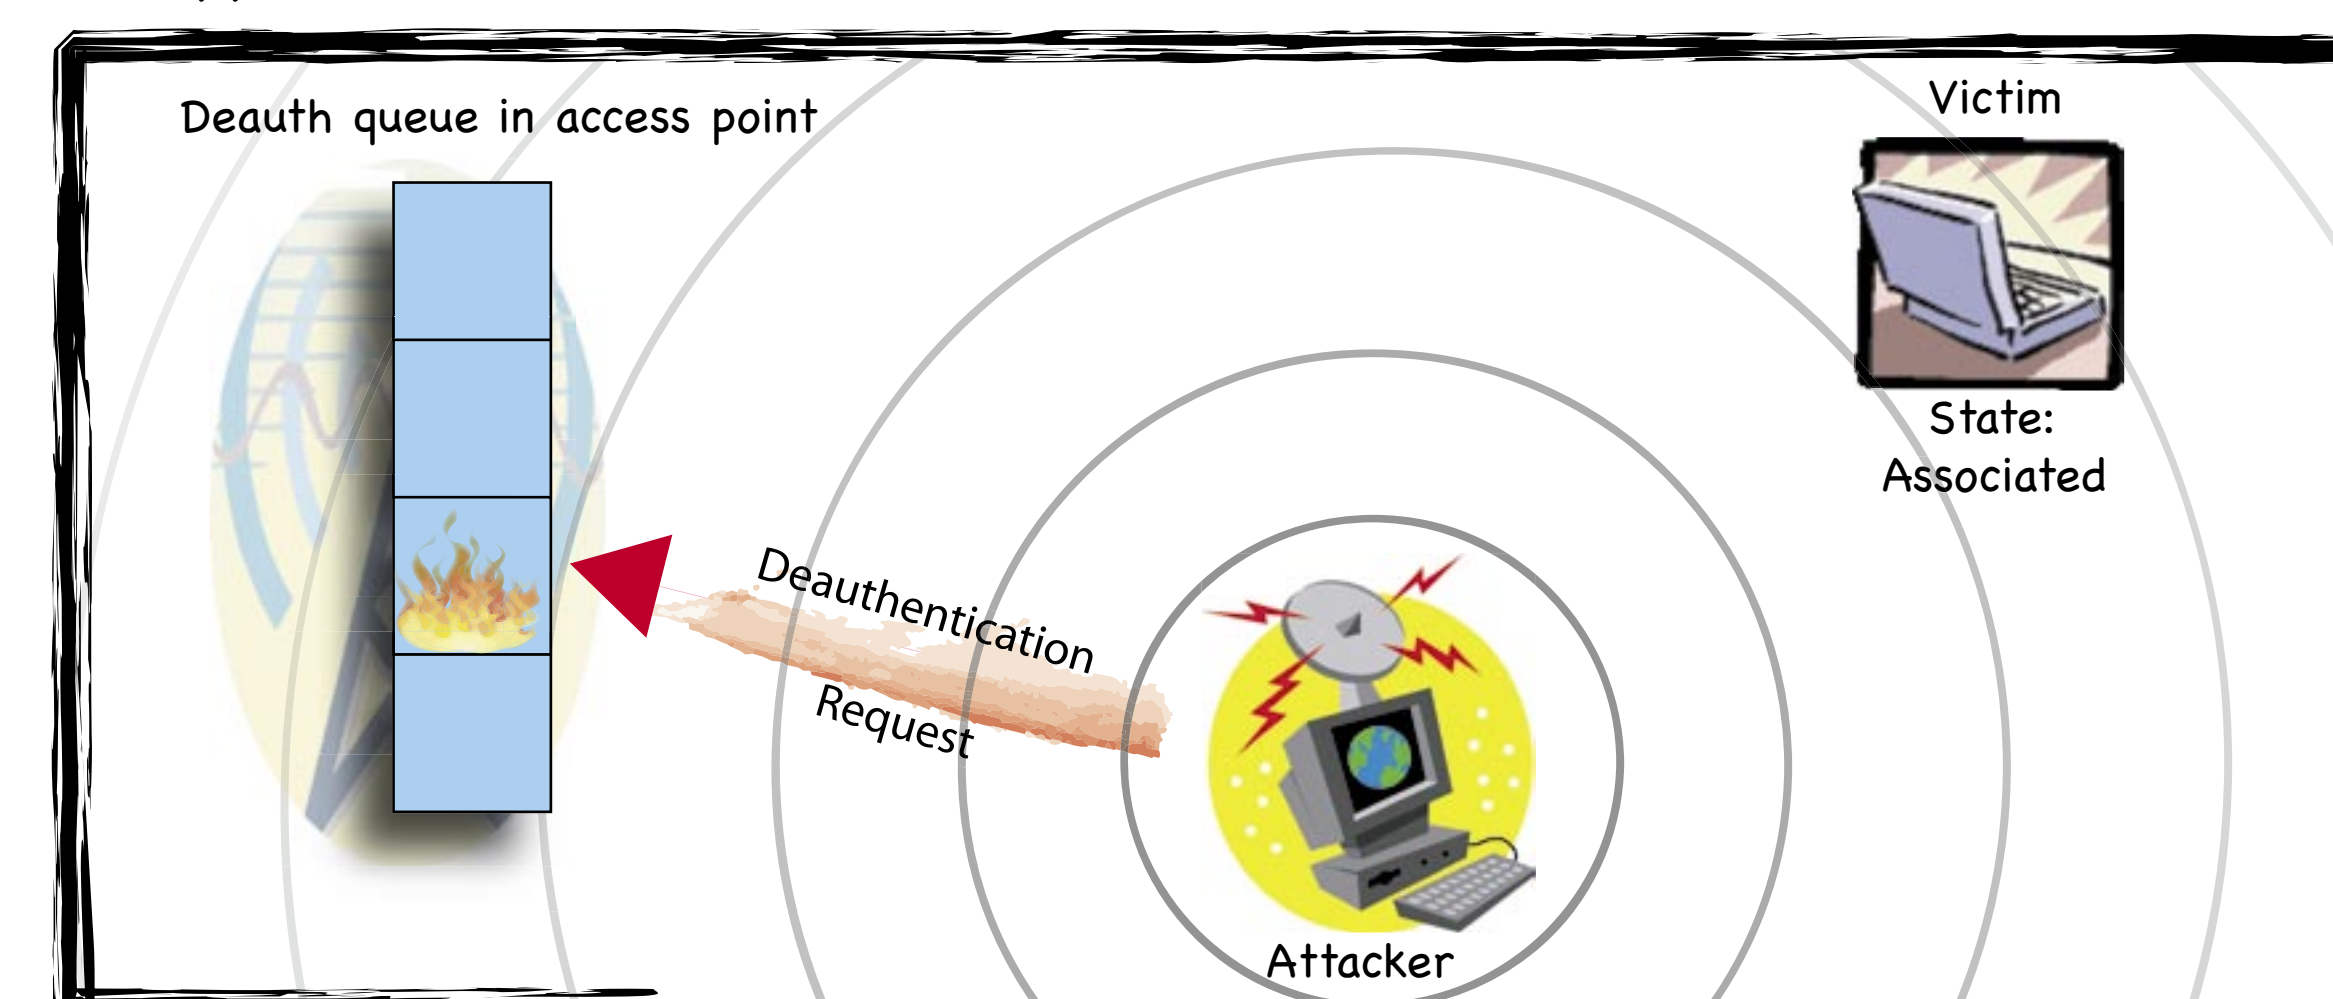 Deauth queue in access point
Victim
State:
Associated
Deauthentication
Request
Attacker